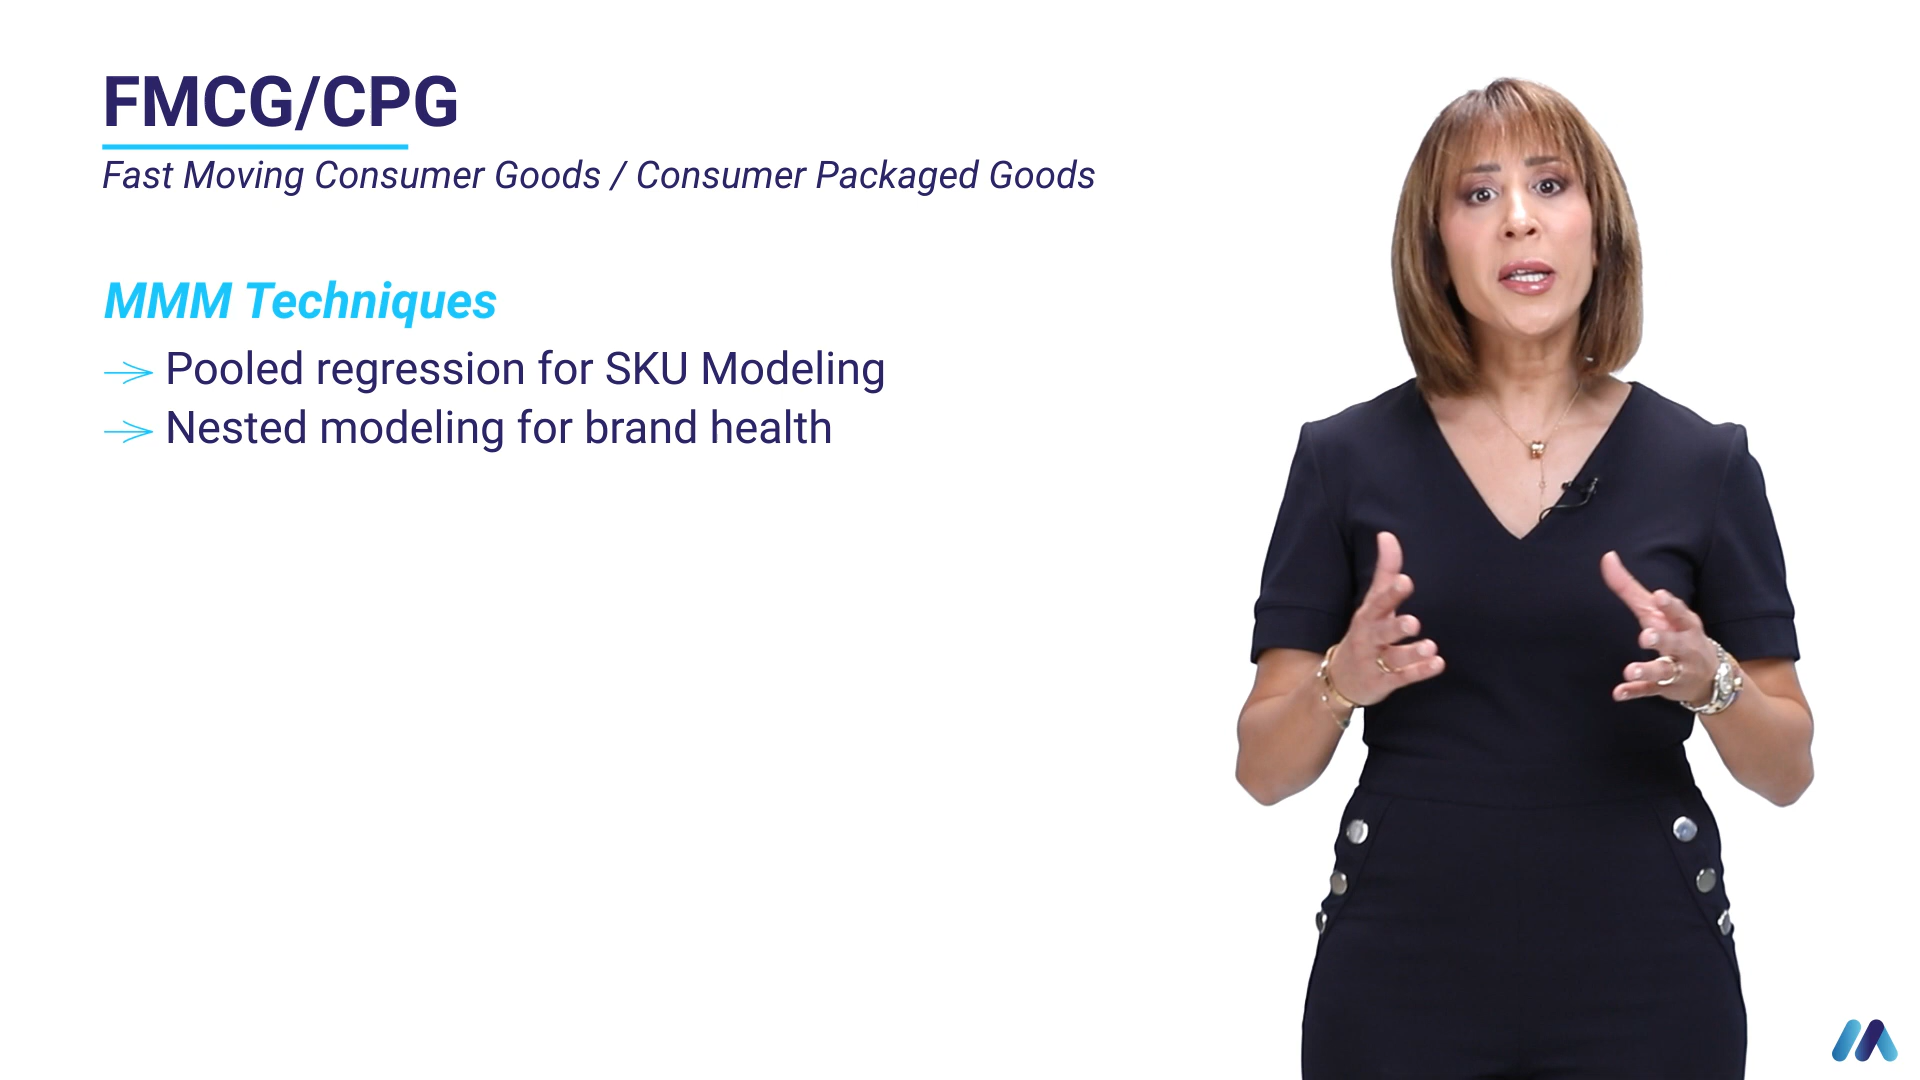 FMCG/CPG
Fast Moving Consumer Goods / Consumer Packaged Goods
MMM Techniques
Pooled regression for SKU Modeling
Nested modeling for brand health